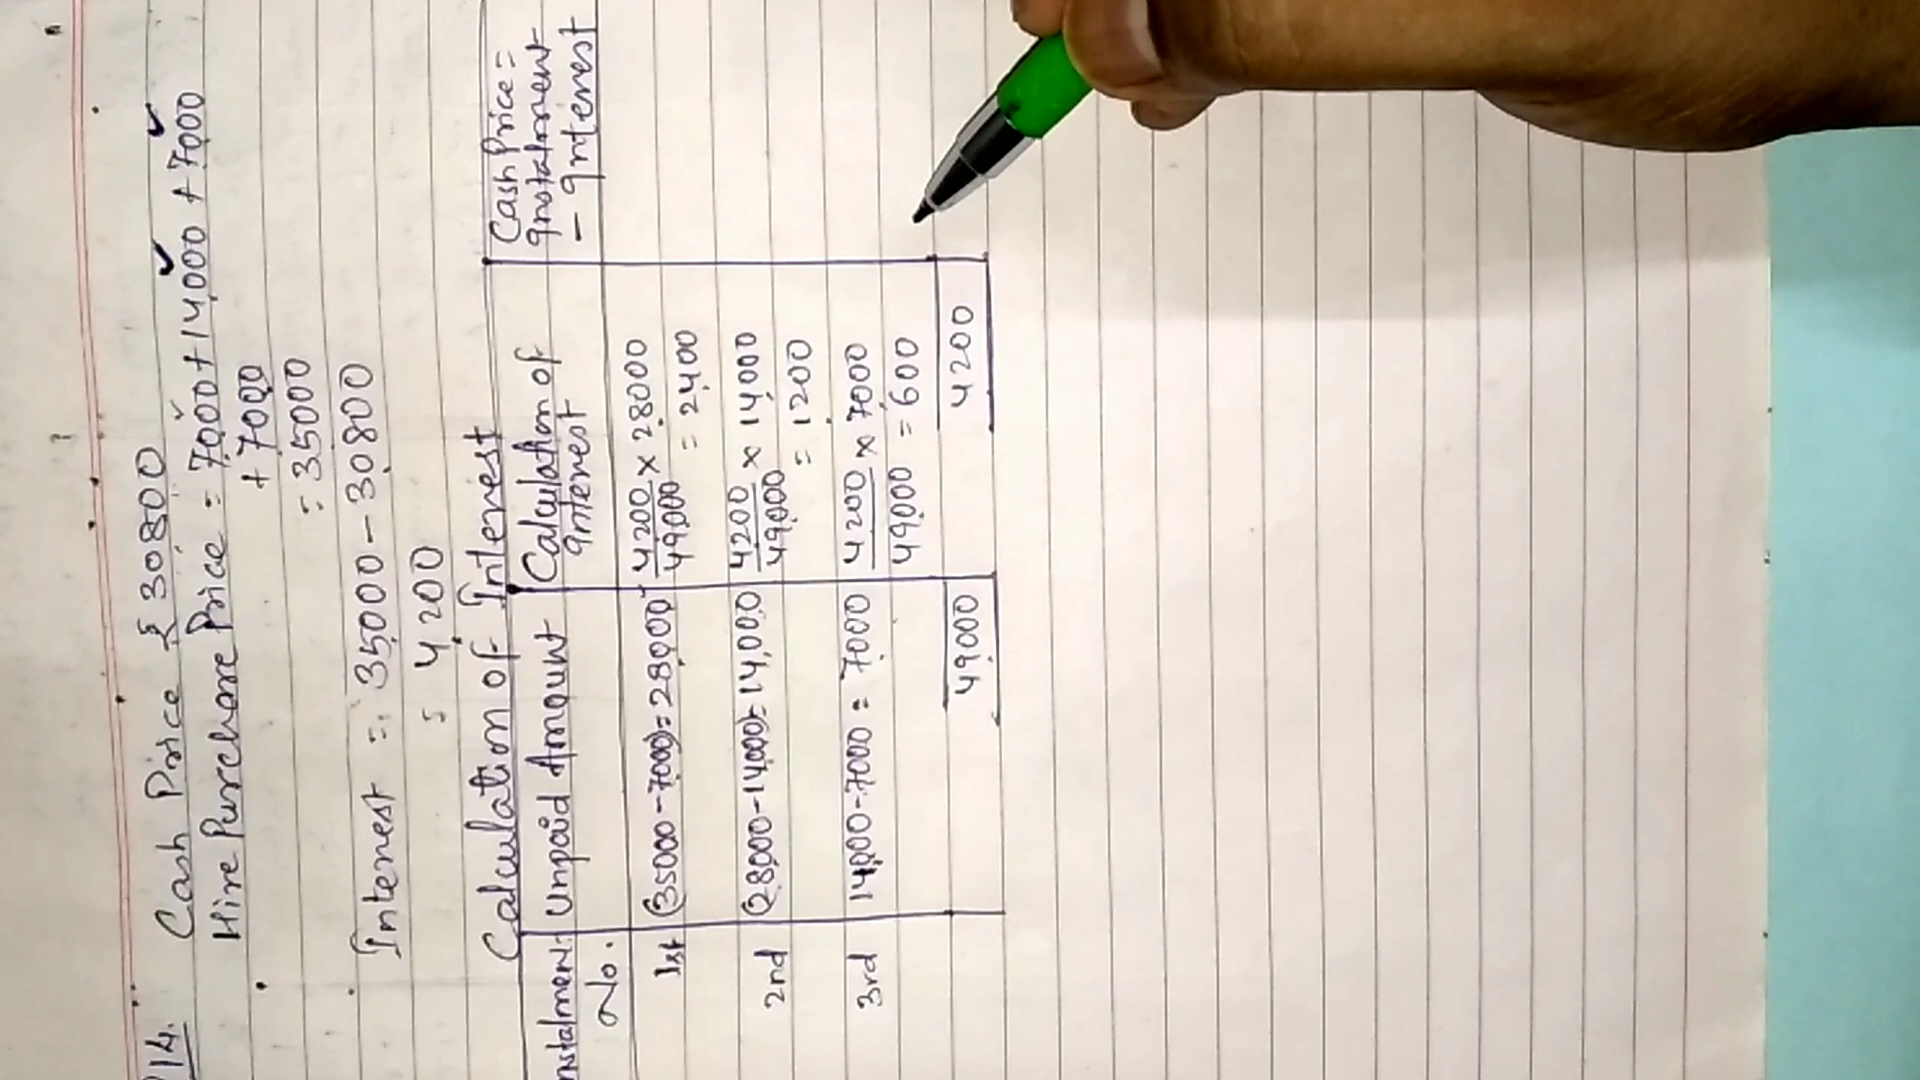 14. Cash Price ₹ 30800
Hire Purchase Price = 7000 + 14,000 + 7000
+ 7000
= 35000
Interest = 35000 - 30800
= 4200
Calculation of Interest
Instalment No. Unpaid Amount Calculation of Interest Cash Price = Instalment - Interest
1st (35000-7000)=28000 4200/49000 x 28000
= 2400
2nd (28000-14000)=14,000 4200/49000 x 14,000
= 1200
3rd 14000-7000 = 7000 4200/49000 x 7000
= 600
49000 4200